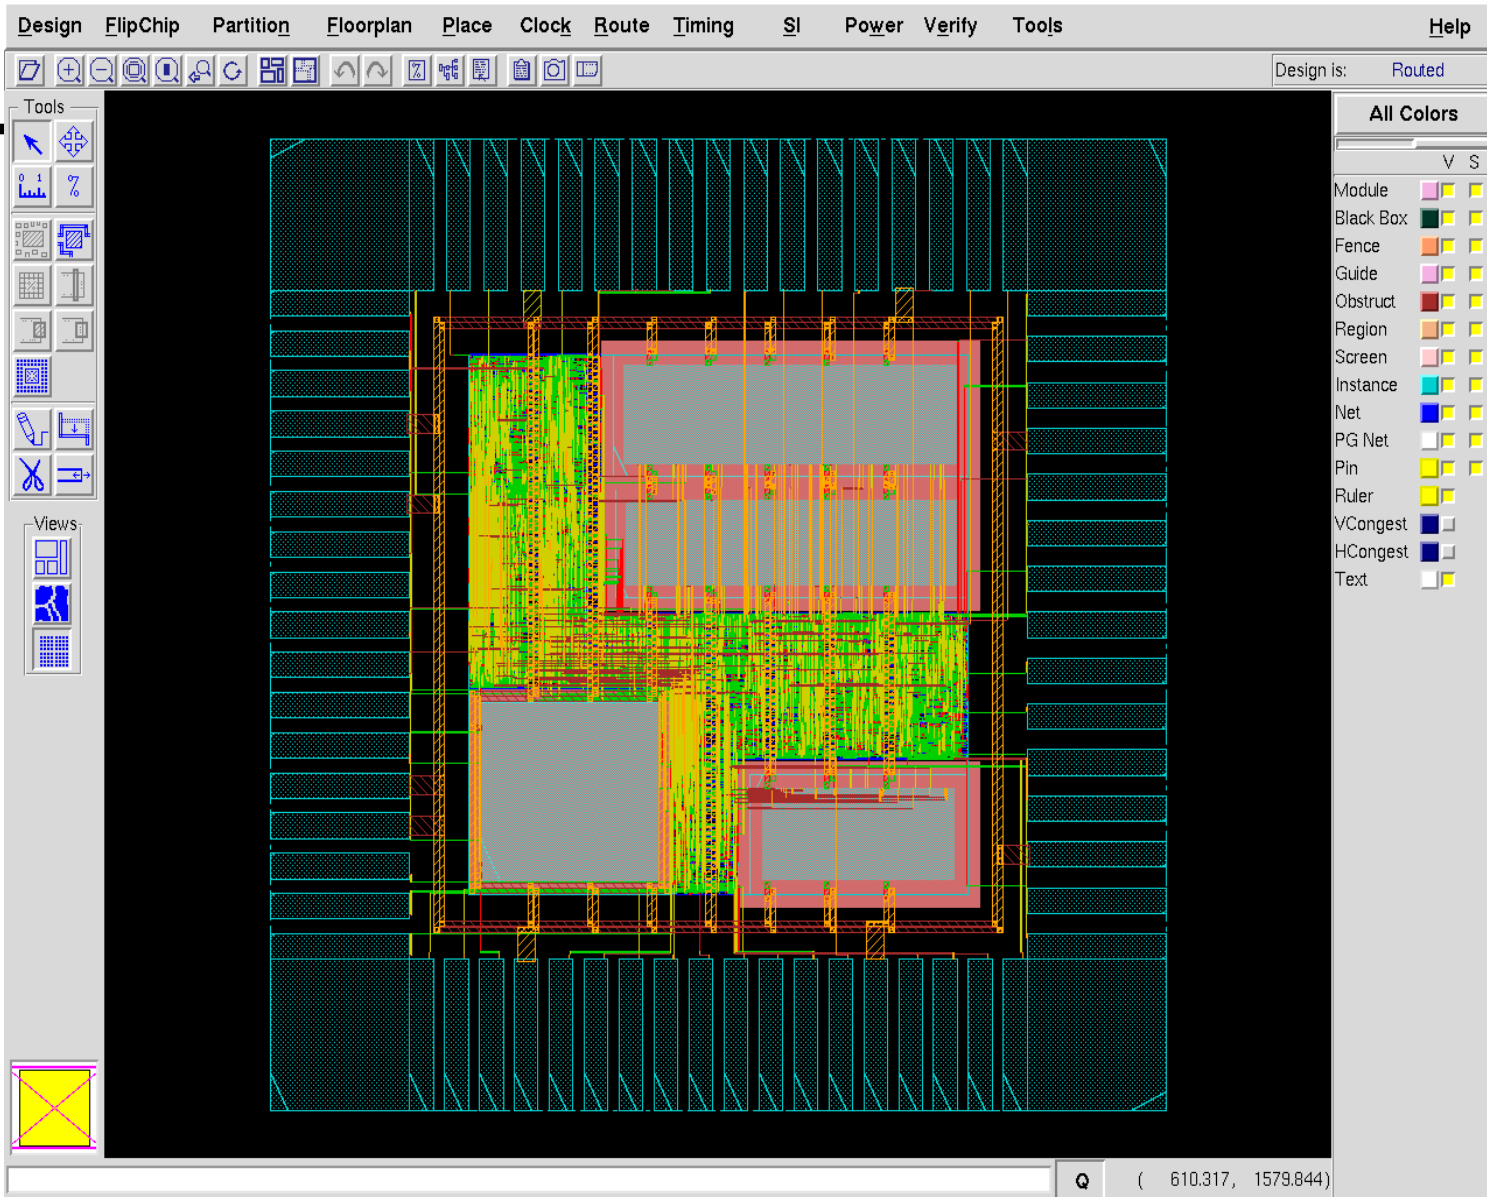 Design FlipChip Partition Floorplan Place Clock Route Timing SI Power Verify Tools Help
Design is: Routed
Tools
0 1
%
Views
All Colors
V S
Module
Black Box
Fence
Guide
Obstruct
Region
Screen
Instance
Net
PG Net
Pin
Ruler
VCongest
HCongest
Text
Q ( 610.317, 1579.844)